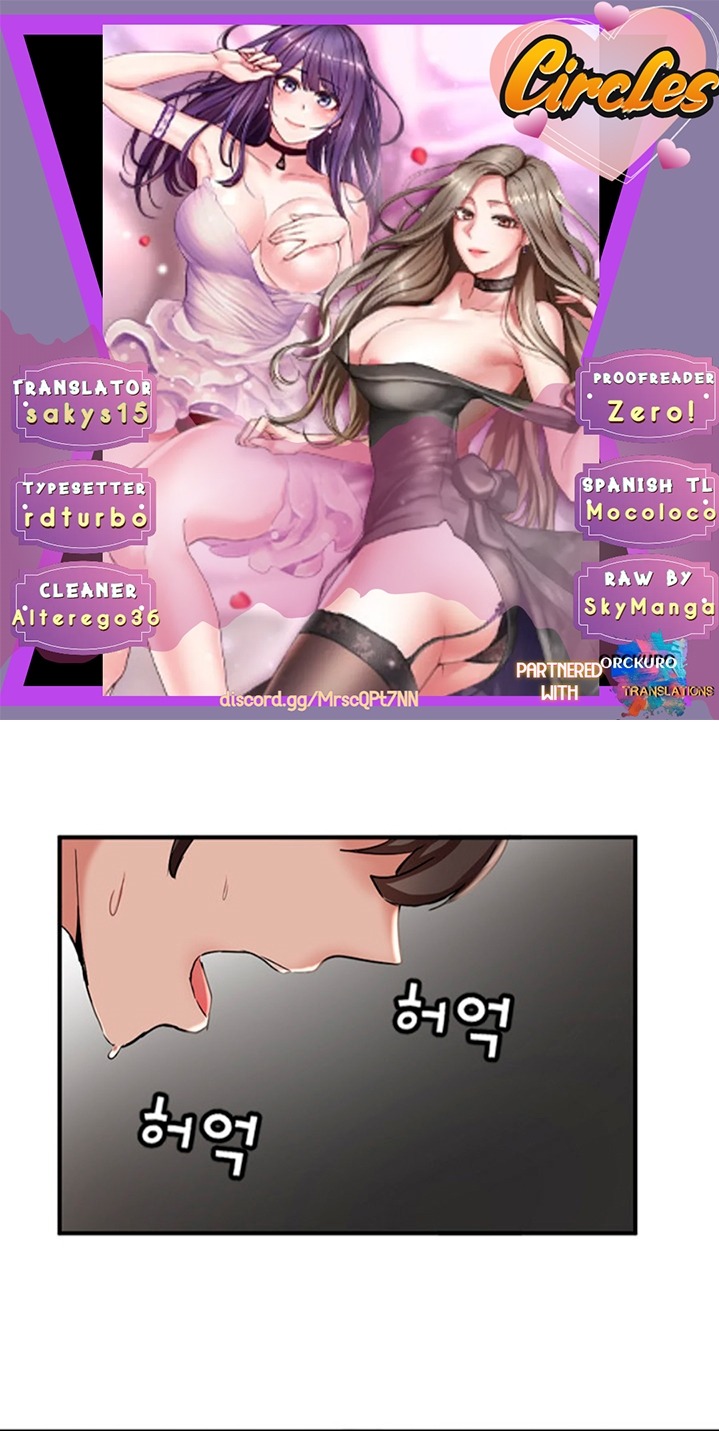 Circles
TRANSLATOR
sakys15
PROOFREADER
Zero!
TYPESETTER
rdturbo
SPANISH TL
Mocoloco
CLEANER
Alterego36
RAW BY
SkyManga
PARTNERED
WITH
ORCKURO
TRANSLATIONS
discord.gg/MrscQPt7NN
허억
허억